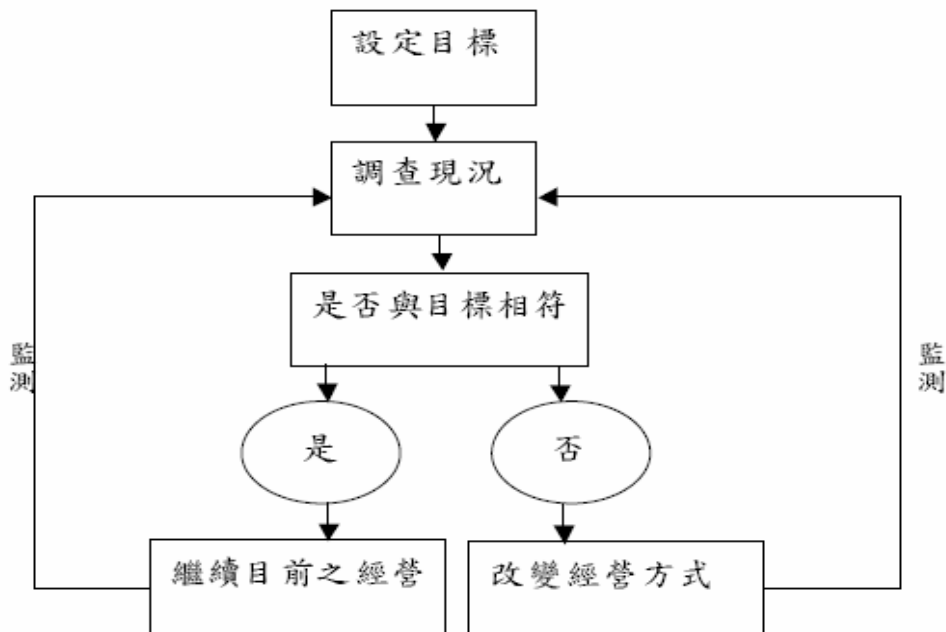 設定目標
調查現況
是否與目標相符
監測
監測
是
否
繼續目前之經營
改變經營方式